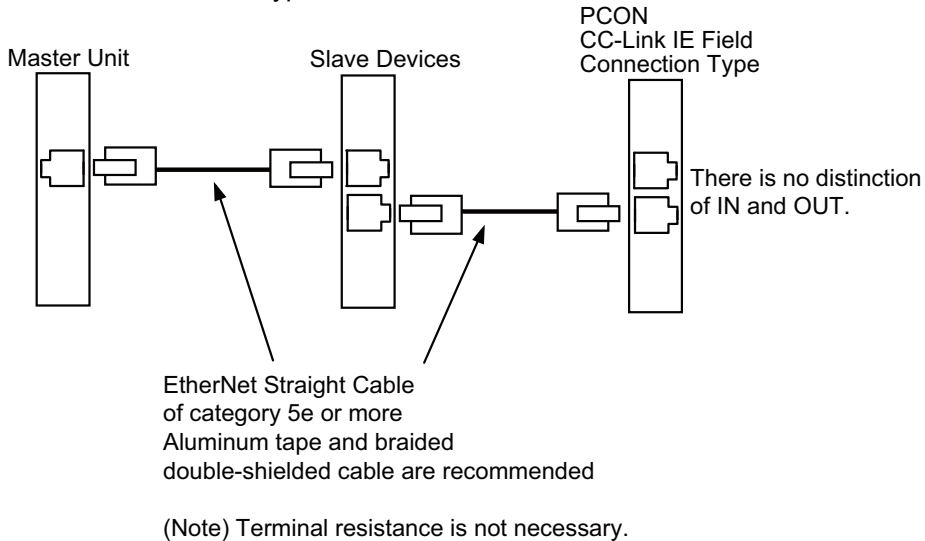 PCON
CC-Link IE Field
Connection Type
Master Unit
Slave Devices
There is no distinction
of IN and OUT.
EtherNet Straight Cable
of category 5e or more
Aluminum tape and braided
double-shielded cable are recommended
(Note) Terminal resistance is not necessary.